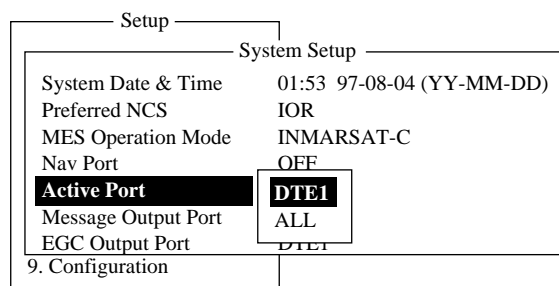 Setup
System Setup
System Date & Time 01:53 97-08-04 (YY-MM-DD)
Preferred NCS IOR
MES Operation Mode INMARSAT-C
Nav Port OFF
Active Port DTE1
Message Output Port ALL
EGC Output Port DTE1
9. Configuration